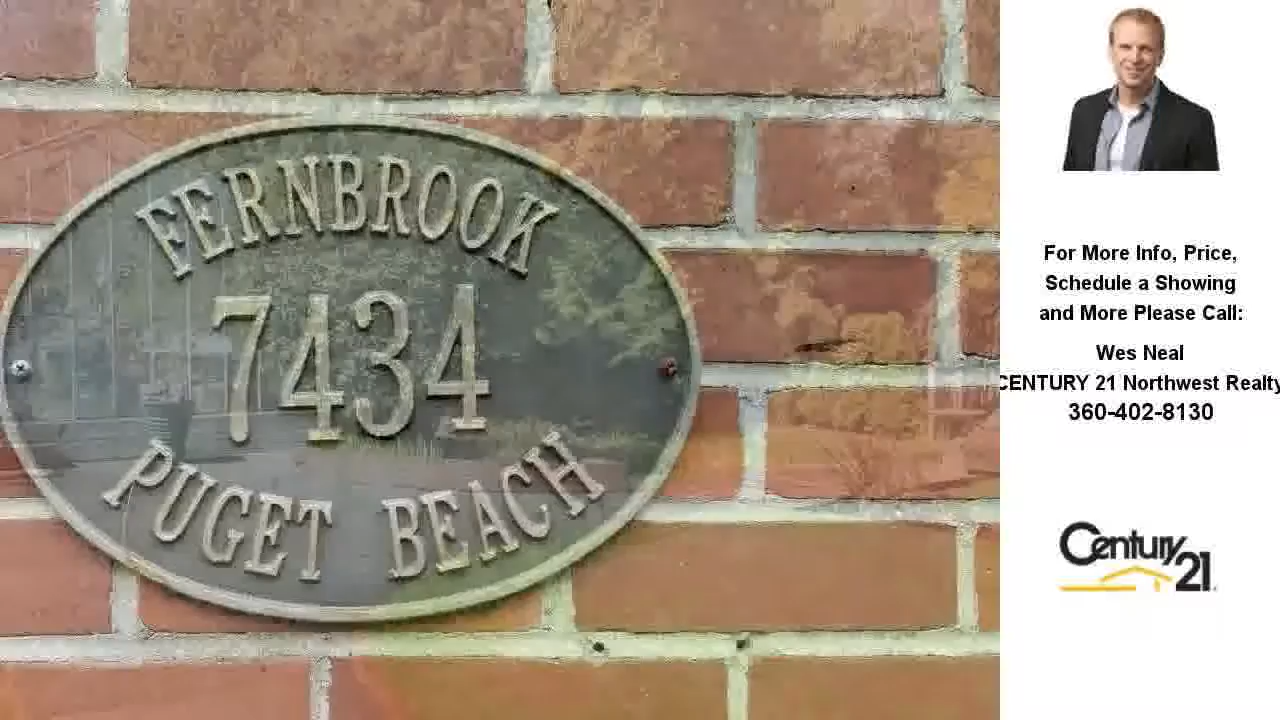 FERNBROOK
7434
PUGET BEACH
For More Info, Price,
Schedule a Showing
and More Please Call:
Wes Neal
CENTURY 21 Northwest Realty
360-402-8130
Century
21